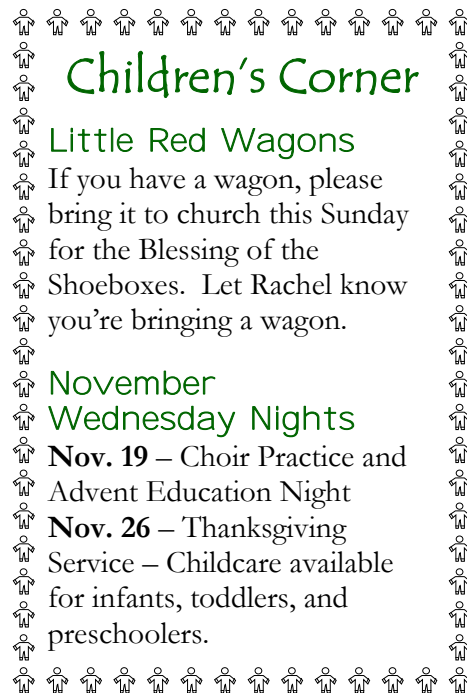 Children's Corner
Little Red Wagons
If you have a wagon, please
bring it to church this Sunday
for the Blessing of the
Shoeboxes.  Let Rachel know
you're bringing a wagon.
November
Wednesday Nights
Nov. 19 – Choir Practice and
Advent Education Night
Nov. 26 – Thanksgiving
Service – Childcare available
for infants, toddlers, and
preschoolers.